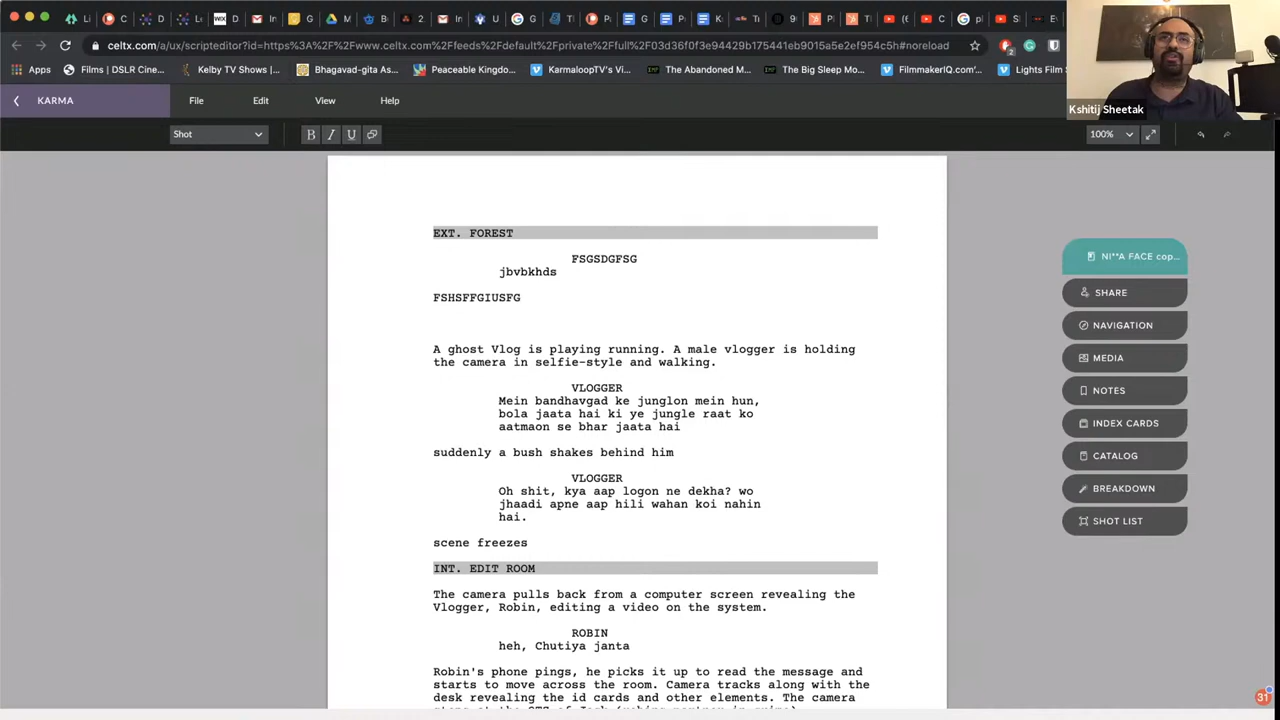 celtx.com/a/ux/scripteditor?id=https%3A%2F%2Fwww.celtx.com%2Ffeeds%2Fdefault%2Fprivate%2Ffull%2F03d36f0f3e94429b175441eb9015a5e2ef954c5h#noreload
Apps Films | DSLR Cine... Kelby TV Shows |... Bhagavad-gita As... Peaceable Kingdo... KarmaloopTV's Vi... The Abandoned M... The Big Sleep Mo... FilmmakerIQ.com'... Lights Film S
KARMA File Edit View Help
Kshitij Sheetak
Shot B I U 100%
EXT. FOREST
FSGSDGFSG
jbvbkhds
FSHSFFGIUSFG
A ghost Vlog is playing running. A male vlogger is holding
the camera in selfie-style and walking.
VLOGGER
Mein bandhavgad ke junglon mein hun,
bola jaata hai ki ye jungle raat ko
aatmaon se bhar jaata hai
suddenly a bush shakes behind him
VLOGGER
Oh shit, kya aap logon ne dekha? wo
jhaadi apne aap hili wahan koi nahin
hai.
scene freezes
INT. EDIT ROOM
The camera pulls back from a computer screen revealing the
Vlogger, Robin, editing a video on the system.
ROBIN
heh, Chutiya janta
Robin's phone pings, he picks it up to read the message and
starts to move across the room. Camera tracks along with the
desk revealing the id cards and other elements. The camera
NI**A FACE cop...
SHARE
NAVIGATION
MEDIA
NOTES
INDEX CARDS
CATALOG
BREAKDOWN
SHOT LIST
31